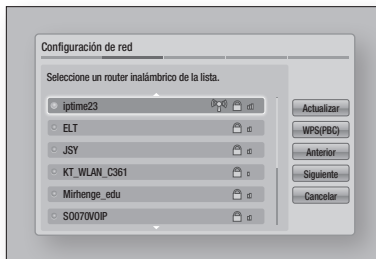 Configuración de red
Seleccione un router inalámbrico de la lista.
iptime23
ELT
JSY
KT_WLAN_C361
Mirhenge_edu
SO070VOIP
Actualizar
WPS(PBC)
Anterior
Siguiente
Cancelar